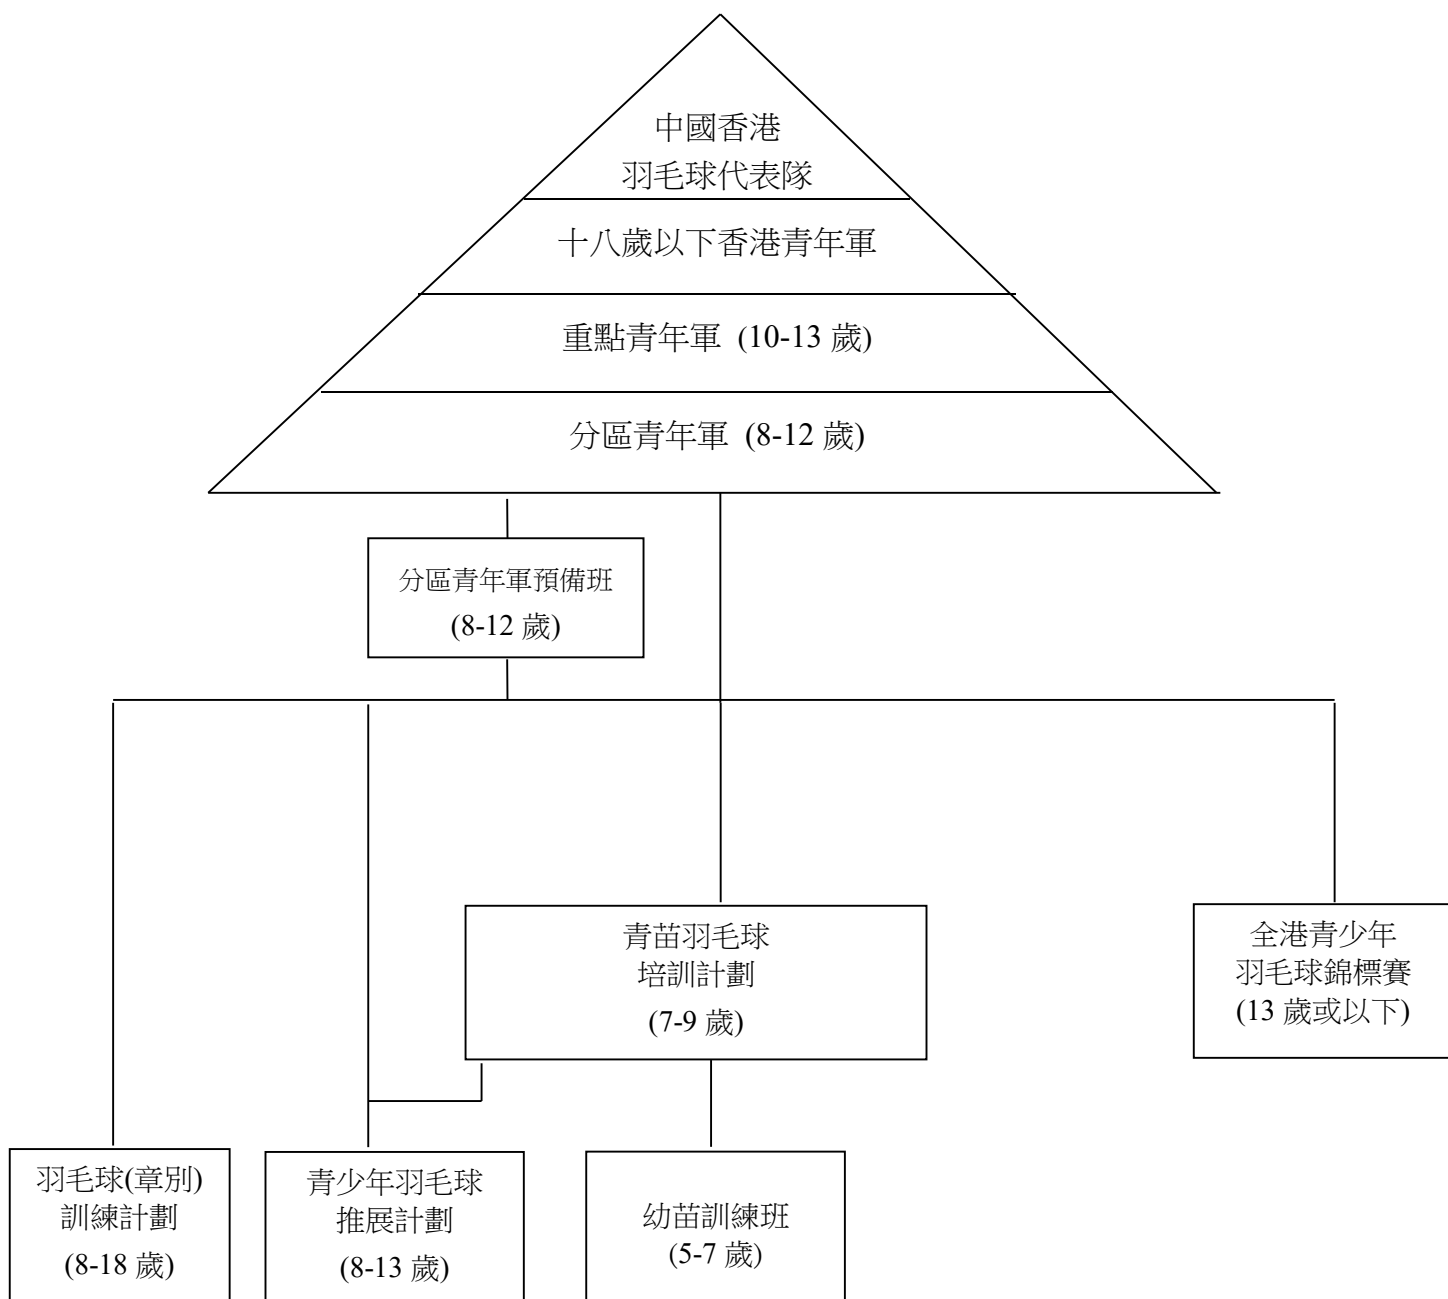 中國香港
羽毛球代表隊
十八歲以下香港青年軍
重點青年軍 (10-13 歲)
分區青年軍 (8-12 歲)
分區青年軍預備班
(8-12 歲)
青苗羽毛球
培訓計劃
(7-9 歲)
全港青少年
羽毛球錦標賽
(13 歲或以下)
羽毛球(章別)
訓練計劃
(8-18 歲)
青少年羽毛球
推展計劃
(8-13 歲)
幼苗訓練班
(5-7 歲)